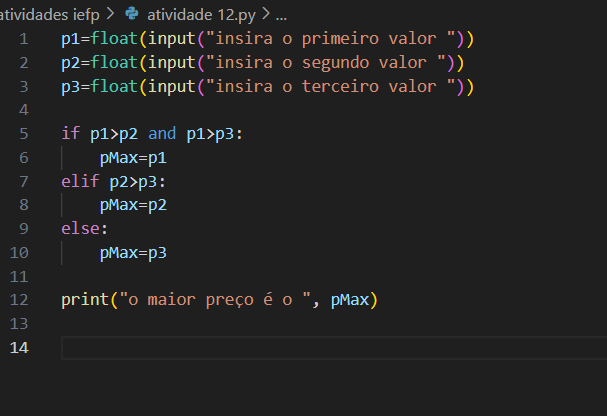 atividades iefp > atividade 12.py > ...
1 p1=float(input("insira o primeiro valor "))
2 p2=float(input("insira o segundo valor "))
3 p3=float(input("insira o terceiro valor "))
4
5 if p1>p2 and p1>p3:
6     pMax=p1
7 elif p2>p3:
8     pMax=p2
9 else:
10     pMax=p3
11
12 print("o maior preço é o ", pMax)
13
14